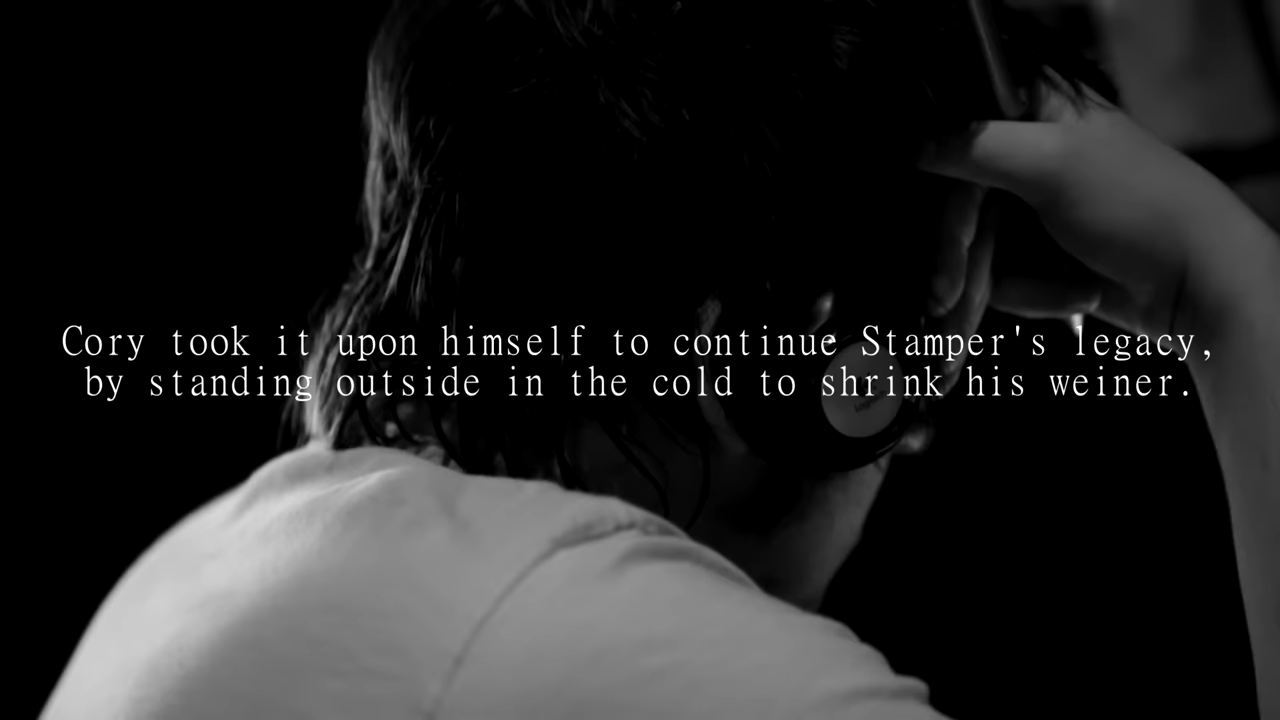 Cory took it upon himself to continue Stamper's legacy,
by standing outside in the cold to shrink his weiner.